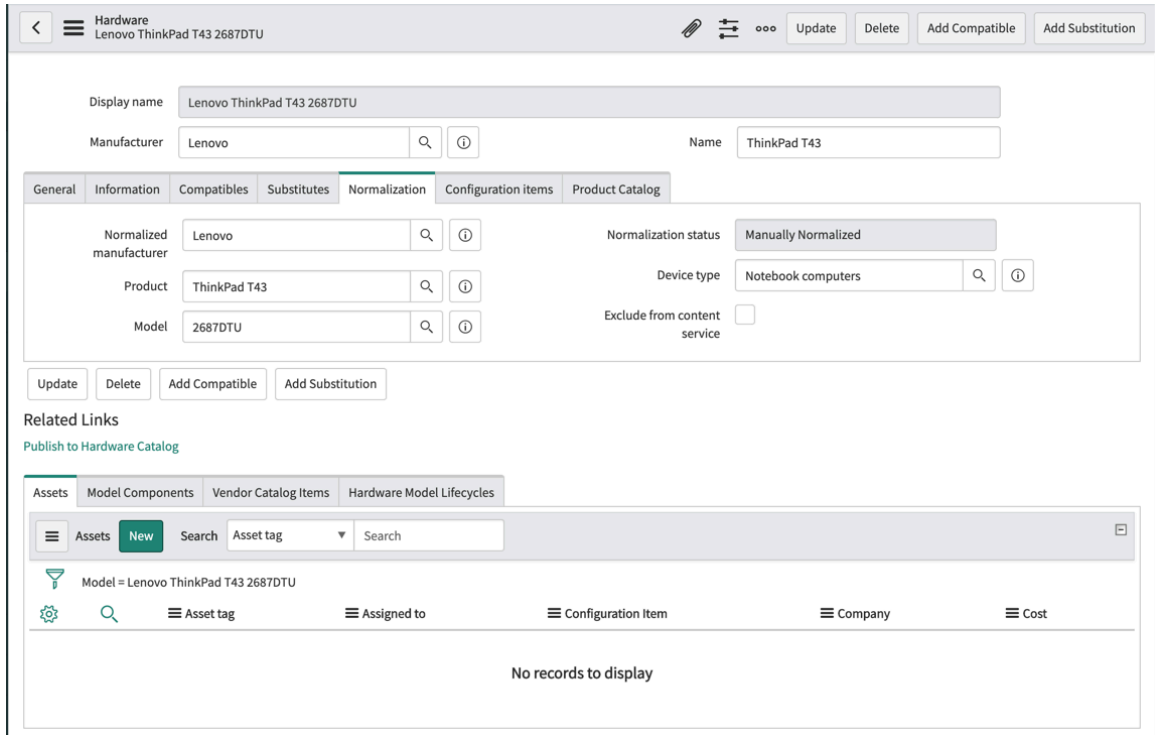 Hardware
Lenovo ThinkPad T43 2687DTU
Update Delete Add Compatible Add Substitution
Display name Lenovo ThinkPad T43 2687DTU
Manufacturer Lenovo Name ThinkPad T43
General Information Compatibles Substitutes Normalization Configuration items Product Catalog
Normalized manufacturer Lenovo Normalization status Manually Normalized
Device type Notebook computers
Product ThinkPad T43
Exclude from content service
Model 2687DTU
Update Delete Add Compatible Add Substitution
Related Links
Publish to Hardware Catalog
Assets Model Components Vendor Catalog Items Hardware Model Lifecycles
Assets New Search Asset tag Search
Model = Lenovo ThinkPad T43 2687DTU
Asset tag Assigned to Configuration Item Company Cost
No records to display